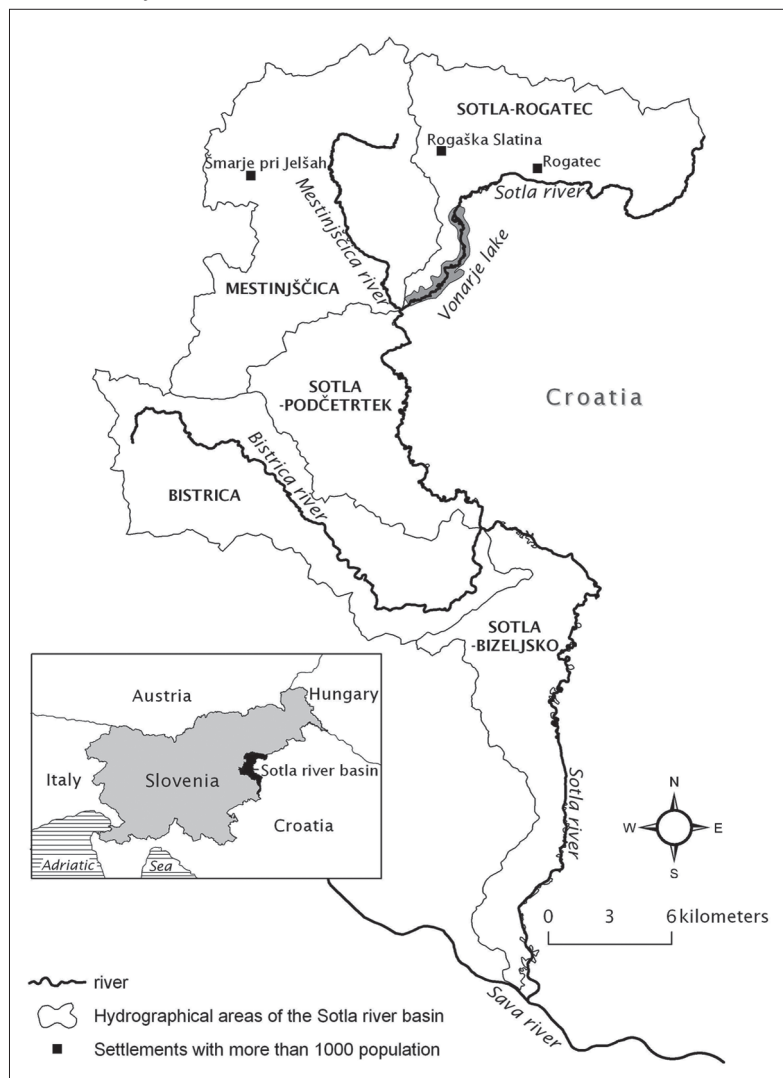 SOTLA-ROGATEC
Rogaška Slatina
Rogatec
Šmarje pri Jelšah
Sotla river
Mestinjščica river
Vonarje lake
MESTINJŠČICA
SOTLA
-PODČETRTEK
Croatia
Bistrica river
BISTRICA
SOTLA
-BIZELJSKO
Austria
Hungary
Italy
Slovenia
Sotla river basin
Croatia
Adriatic
Sea
Sotla river
N
W
E
S
0 3 6 kilometers
Sava river
river
Hydrographical areas of the Sotla river basin
Settlements with more than 1000 population